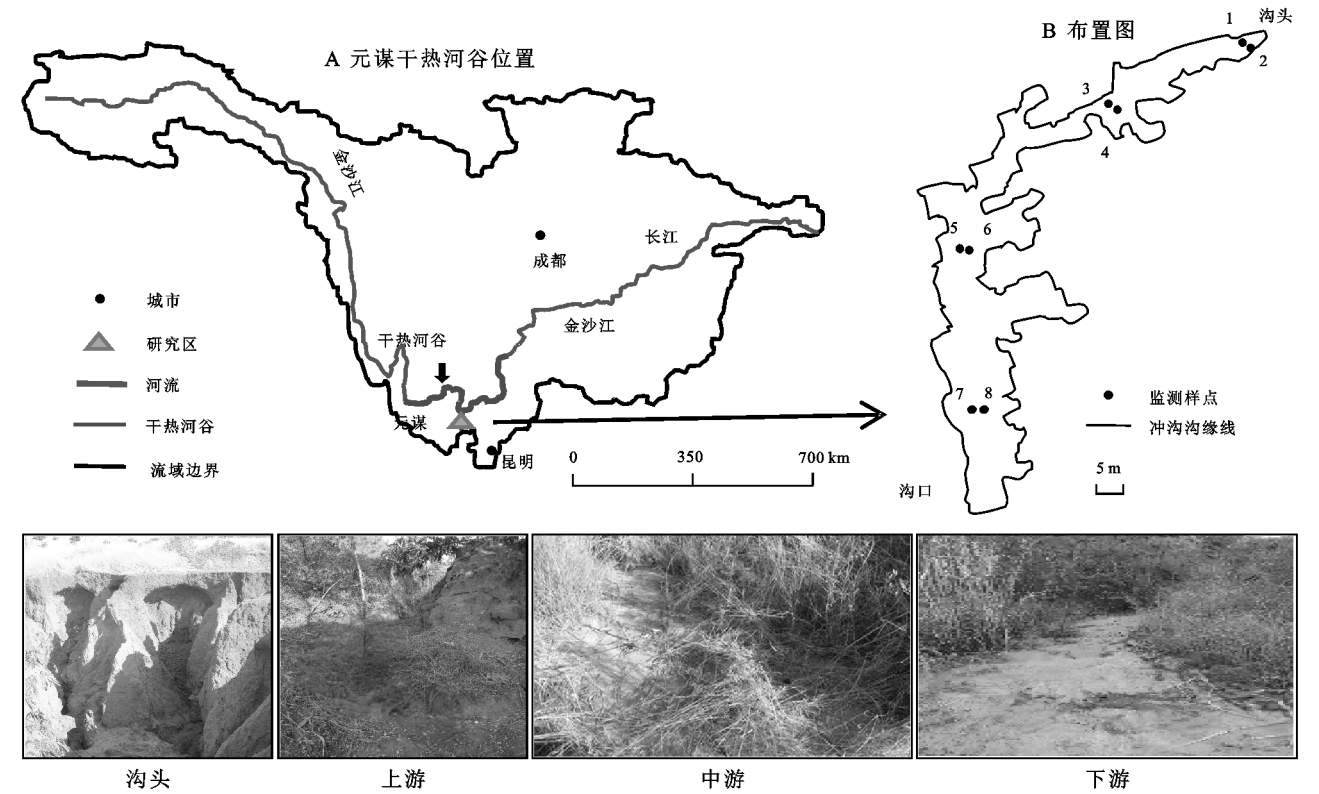 A 元谋干热河谷位置
金沙江
成都
长江
金沙江
干热河谷
元谋
昆明
城市
研究区
河流
干热河谷
流域边界
0 350 700 km
B 布置图
1
沟头
2
3
4
5 6
7 8
监测样点
冲沟沟缘线
5 m
沟口
沟头
上游
中游
下游